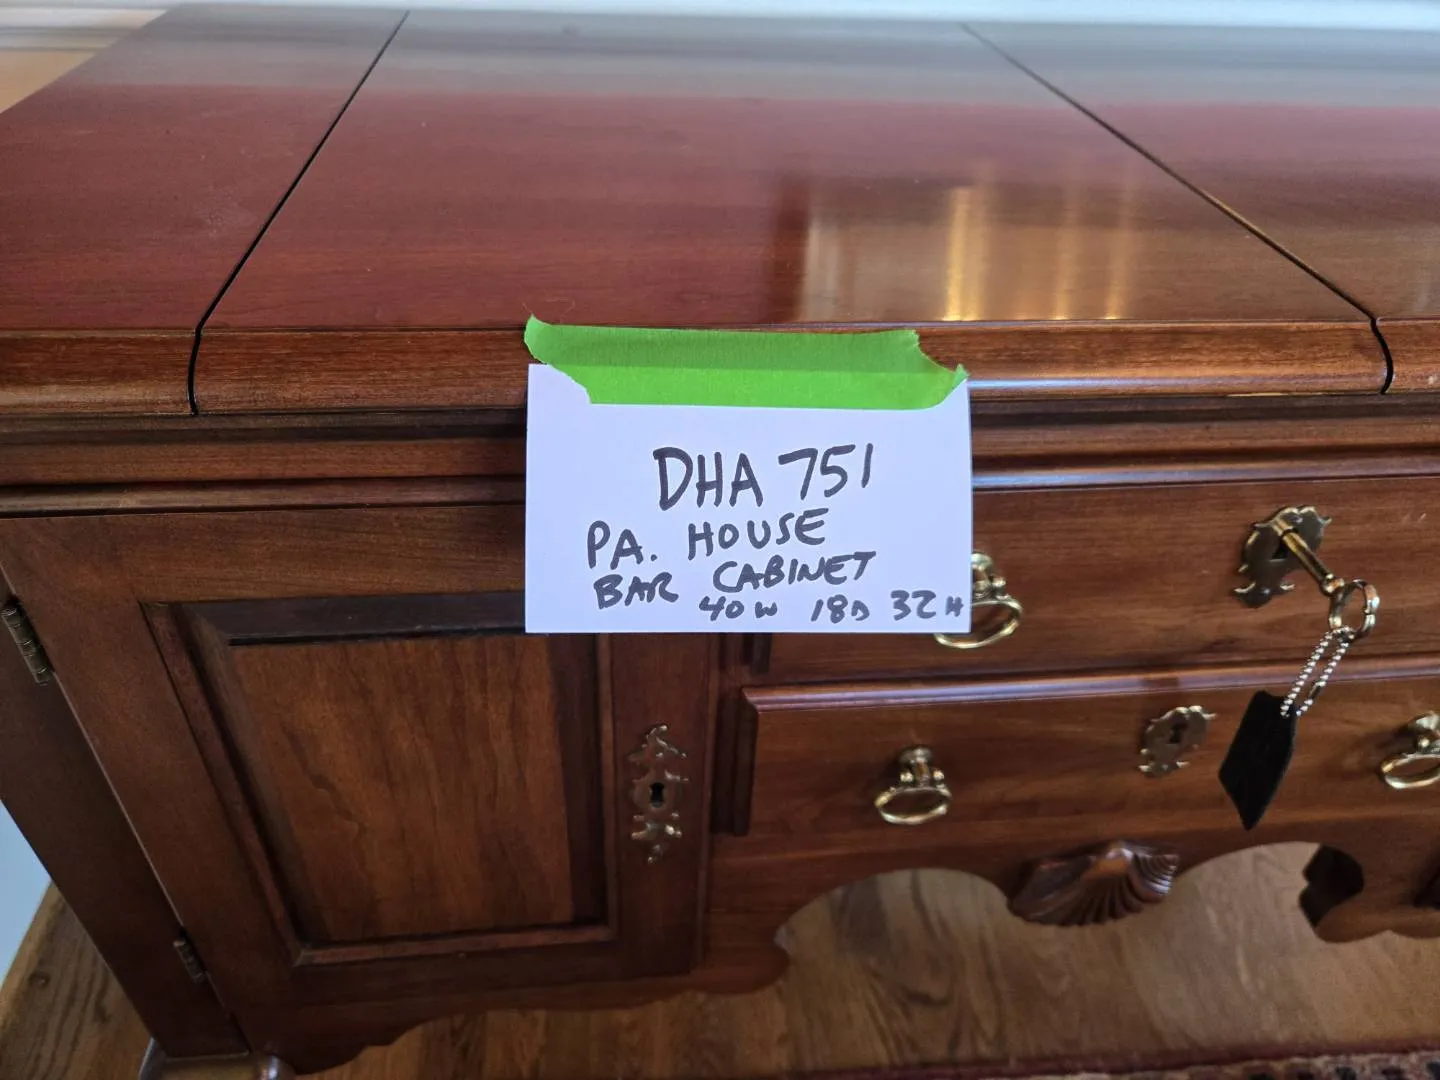 DHA 751
PA. HOUSE
BAR CABINET
40W 18D 32H